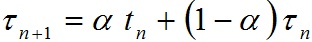 τ_{n+1} = α t_n + (1 − α) τ_n